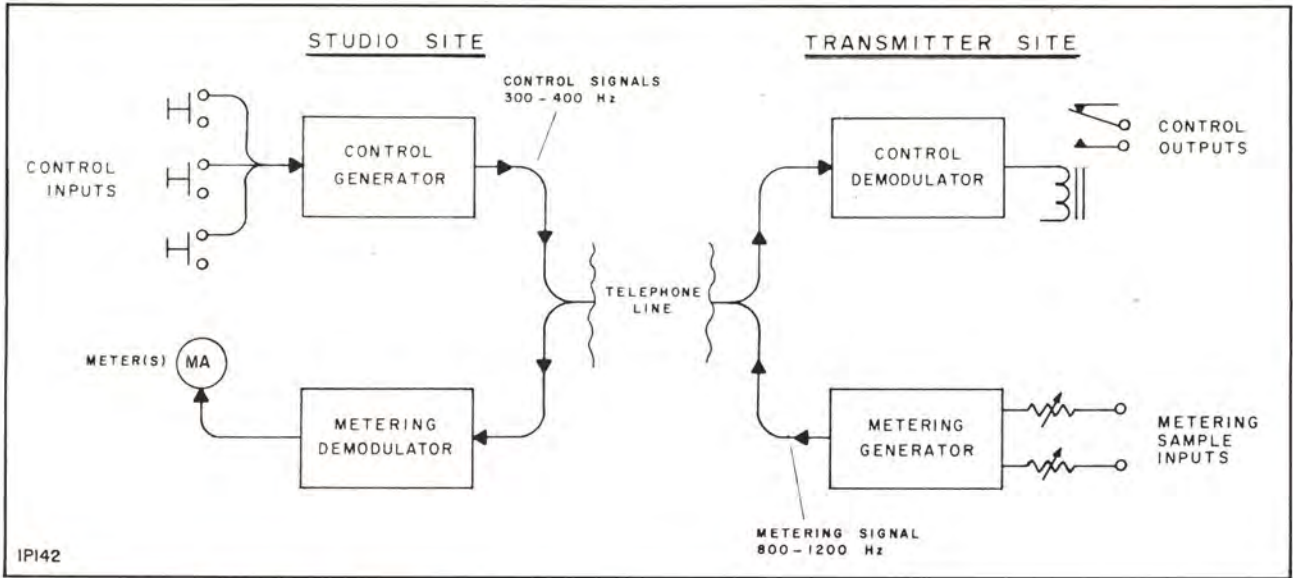 STUDIO SITE
TRANSMITTER SITE
CONTROL SIGNALS
300-400 Hz
CONTROL
INPUTS
CONTROL
GENERATOR
CONTROL
DEMODULATOR
CONTROL
OUTPUTS
TELEPHONE
LINE
METER(S)
MA
METERING
DEMODULATOR
METERING
GENERATOR
METERING
SAMPLE
INPUTS
METERING SIGNAL
800-1200 Hz
IPI42